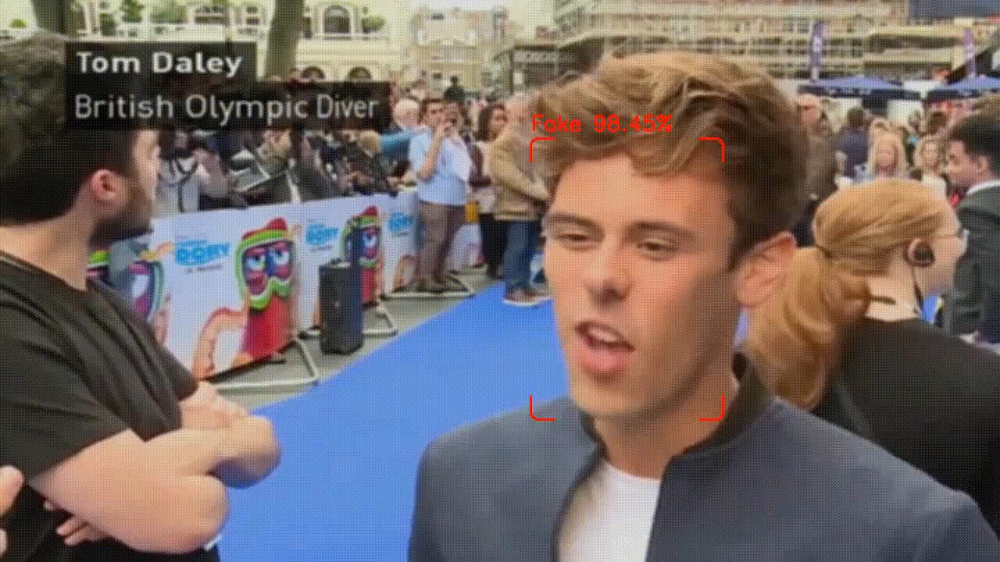 Tom Daley
British Olympic Diver
Fake 98.45%
DORY
DORY